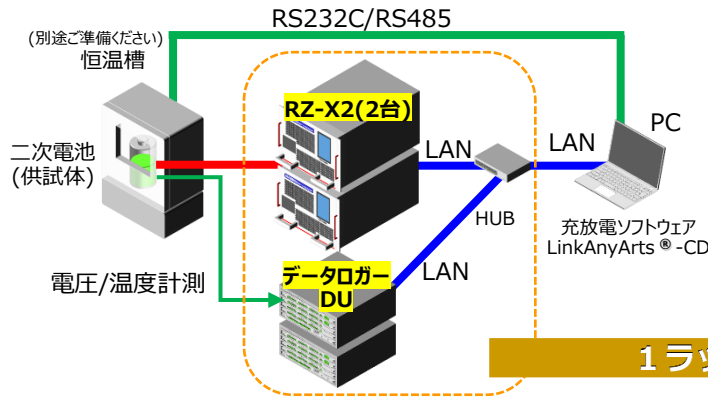 RS232C/RS485
(別途ご準備ください)
恒温槽
RZ-X2(2台)
LAN
LAN
PC
二次電池
(供試体)
HUB
充放電ソフトウェア
LinkAnyArts®-CD
データロガー
DU
LAN
電圧/温度計測